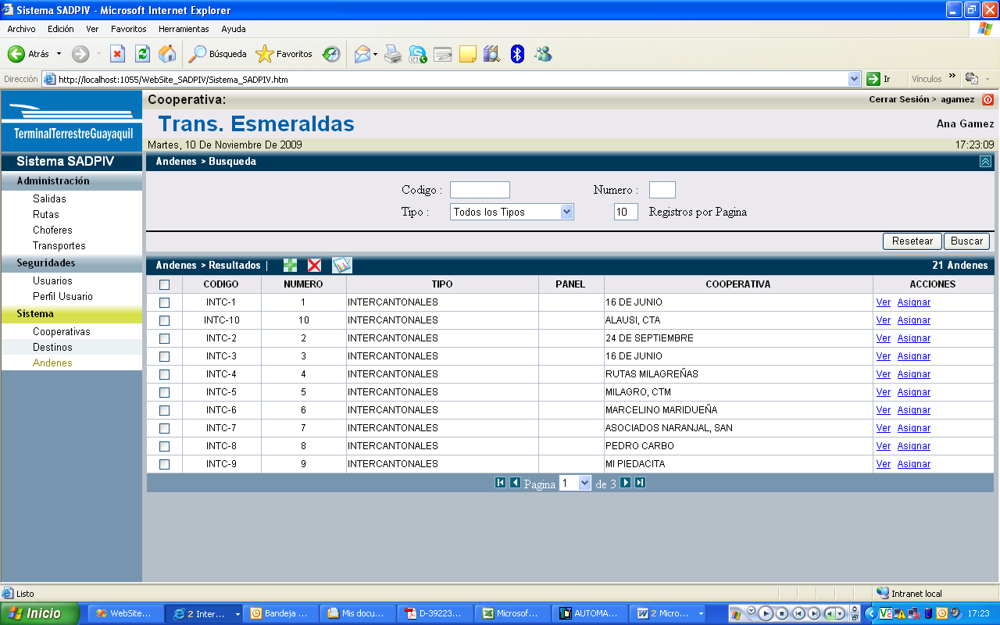 Sistema SADPIV - Microsoft Internet Explorer
Archivo Edición Ver Favoritos Herramientas Ayuda
Atrás Búsqueda Favoritos
Dirección http://localhost:1055/WebSite_SADPIV/Sistema_SADPIV.htm Ir Vínculos »
TerminalTerrestreGuayaquil
Cooperativa: Cerrar Sesión > agamez
Trans. Esmeraldas Ana Gamez
Martes, 10 De Noviembre De 2009 17:23:09
Sistema SADPIV
Administración
Salidas
Rutas
Choferes
Transportes
Seguridades
Usuarios
Perfil Usuario
Sistema
Cooperativas
Destinos
Andenes
Andenes > Busqueda
Codigo : Numero :
Tipo : Todos los Tipos 10 Registros por Pagina
Resetear Buscar
Andenes > Resultados | 21 Andenes
CODIGO NUMERO TIPO PANEL COOPERATIVA ACCIONES
INTC-1 1 INTERCANTONALES 16 DE JUNIO Ver Asignar
INTC-10 10 INTERCANTONALES ALAUSI, CTA Ver Asignar
INTC-2 2 INTERCANTONALES 24 DE SEPTIEMBRE Ver Asignar
INTC-3 3 INTERCANTONALES 16 DE JUNIO Ver Asignar
INTC-4 4 INTERCANTONALES RUTAS MILAGREÑAS Ver Asignar
INTC-5 5 INTERCANTONALES MILAGRO, CTM Ver Asignar
INTC-6 6 INTERCANTONALES MARCELINO MARIDUEÑA Ver Asignar
INTC-7 7 INTERCANTONALES ASOCIADOS NARANJAL, SAN Ver Asignar
INTC-8 8 INTERCANTONALES PEDRO CARBO Ver Asignar
INTC-9 9 INTERCANTONALES MI PIEDACITA Ver Asignar
Pagina 1 de 3
Listo Intranet local
Inicio WebSite... 2 Inter... Bandeja ... Mis docu... D-39223... Microsof... AUTOMA... 2 Micro... 17:23